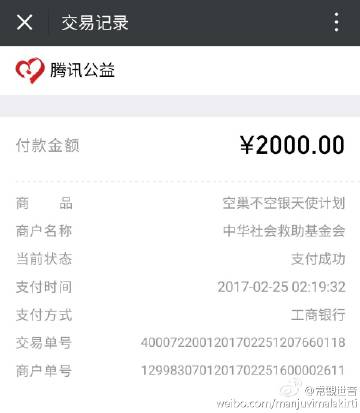 交易记录
腾讯公益
付款金额 ¥2000.00
商 品 空巢不空银天使计划
商户名称 中华社会救助基金会
当前状态 支付成功
支付时间 2017-02-25 02:19:32
支付方式 工商银行
交易单号 4000722001201702251207660118
商户单号 1299830701201702251600002611
@常觀世音
weibo.com/manjuvimalakirti